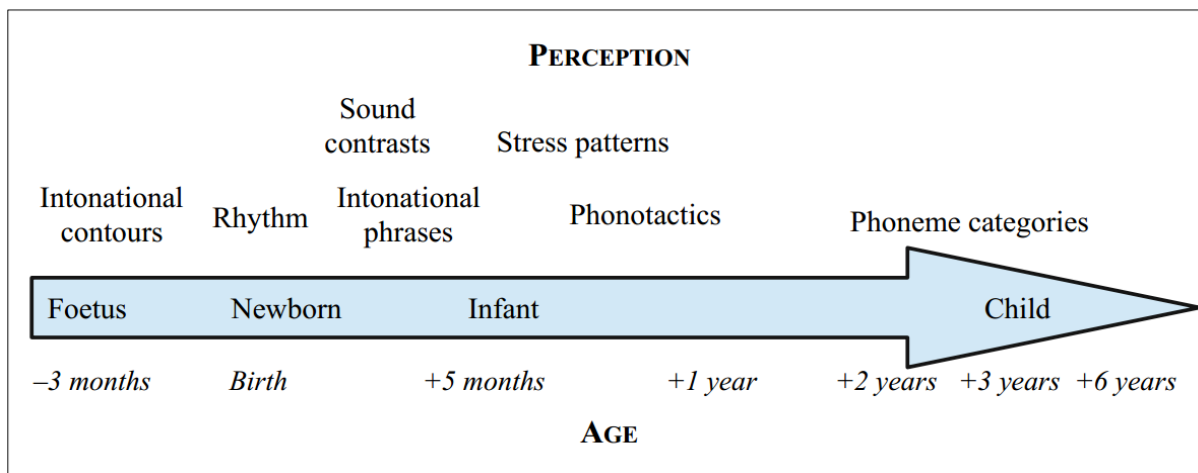 PERCEPTION
Sound
contrasts
Stress patterns
Intonational
contours
Rhythm
Intonational
phrases
Phonotactics
Phoneme categories
Foetus Newborn Infant Child
–3 months Birth +5 months +1 year +2 years +3 years +6 years
AGE